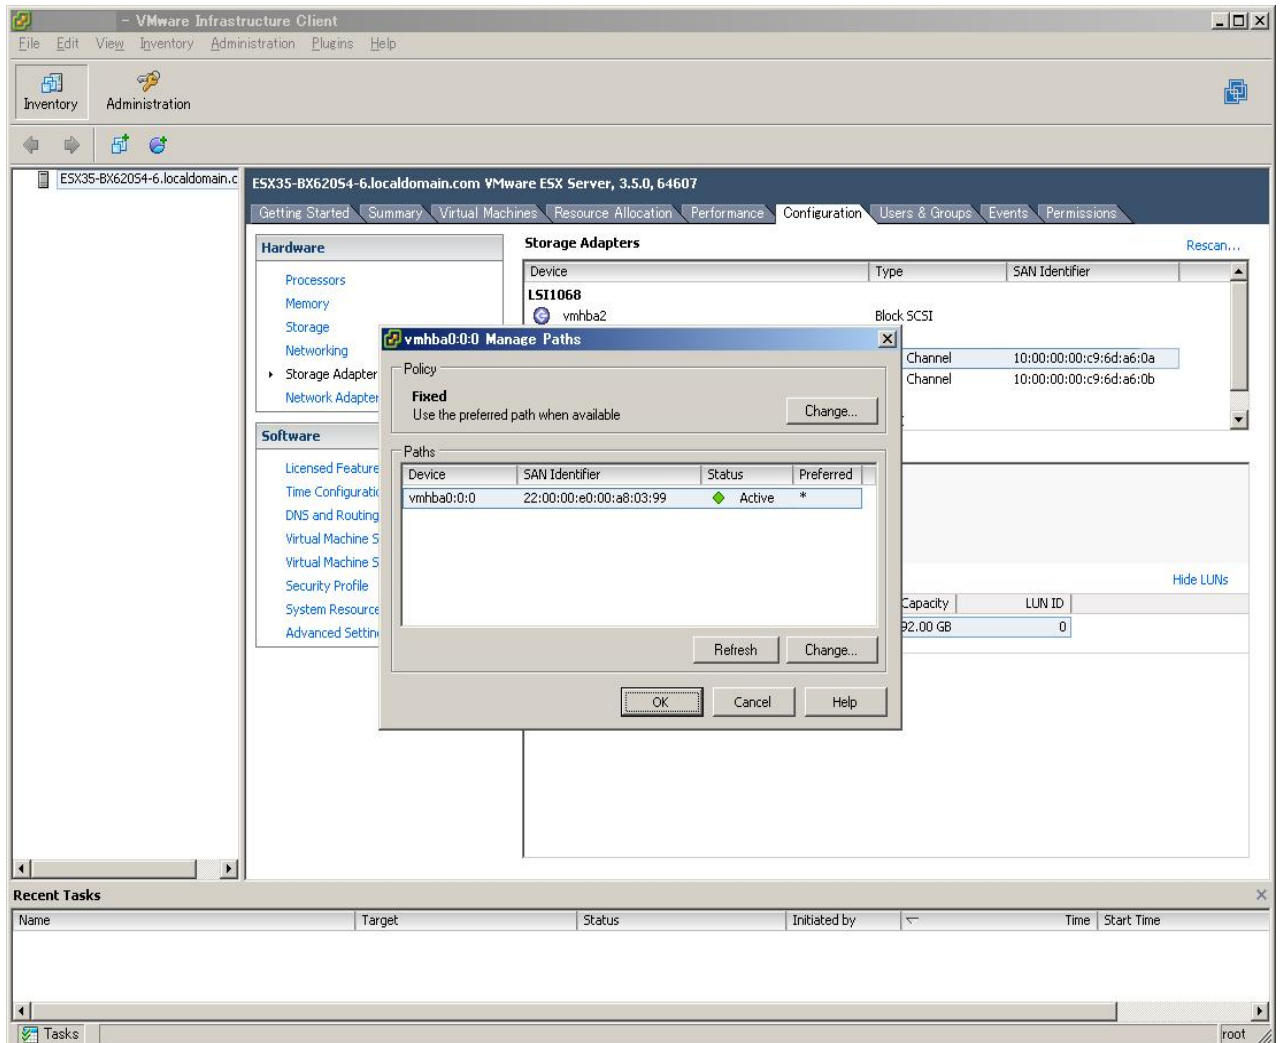 - VMware Infrastructure Client
File Edit View Inventory Administration Plugins Help
Inventory Administration
ESX35-BX620S4-6.localdomain.c
ESX35-BX620S4-6.localdomain.com VMware ESX Server, 3.5.0, 64607
Getting Started Summary Virtual Machines Resource Allocation Performance Configuration Users & Groups Events Permissions
Hardware
Processors
Memory
Storage
Networking
Storage Adapter
Network Adapter
Software
Licensed Feature
Time Configuratio
DNS and Routing
Virtual Machine S
Virtual Machine S
Security Profile
System Resource
Advanced Settin
Storage Adapters
Rescan...
Device Type SAN Identifier
LSI1068
vmhba2 Block SCSI
Channel 10:00:00:00:c9:6d:a6:0a
Channel 10:00:00:00:c9:6d:a6:0b
Hide LUNs
Capacity LUN ID
92.00 GB 0
vmhba0:0:0 Manage Paths
Policy
Fixed
Use the preferred path when available
Change...
Paths
Device SAN Identifier Status Preferred
vmhba0:0:0 22:00:00:e0:00:a8:03:99 Active *
Refresh Change...
OK Cancel Help
Recent Tasks
Name Target Status Initiated by Time Start Time
Tasks
root